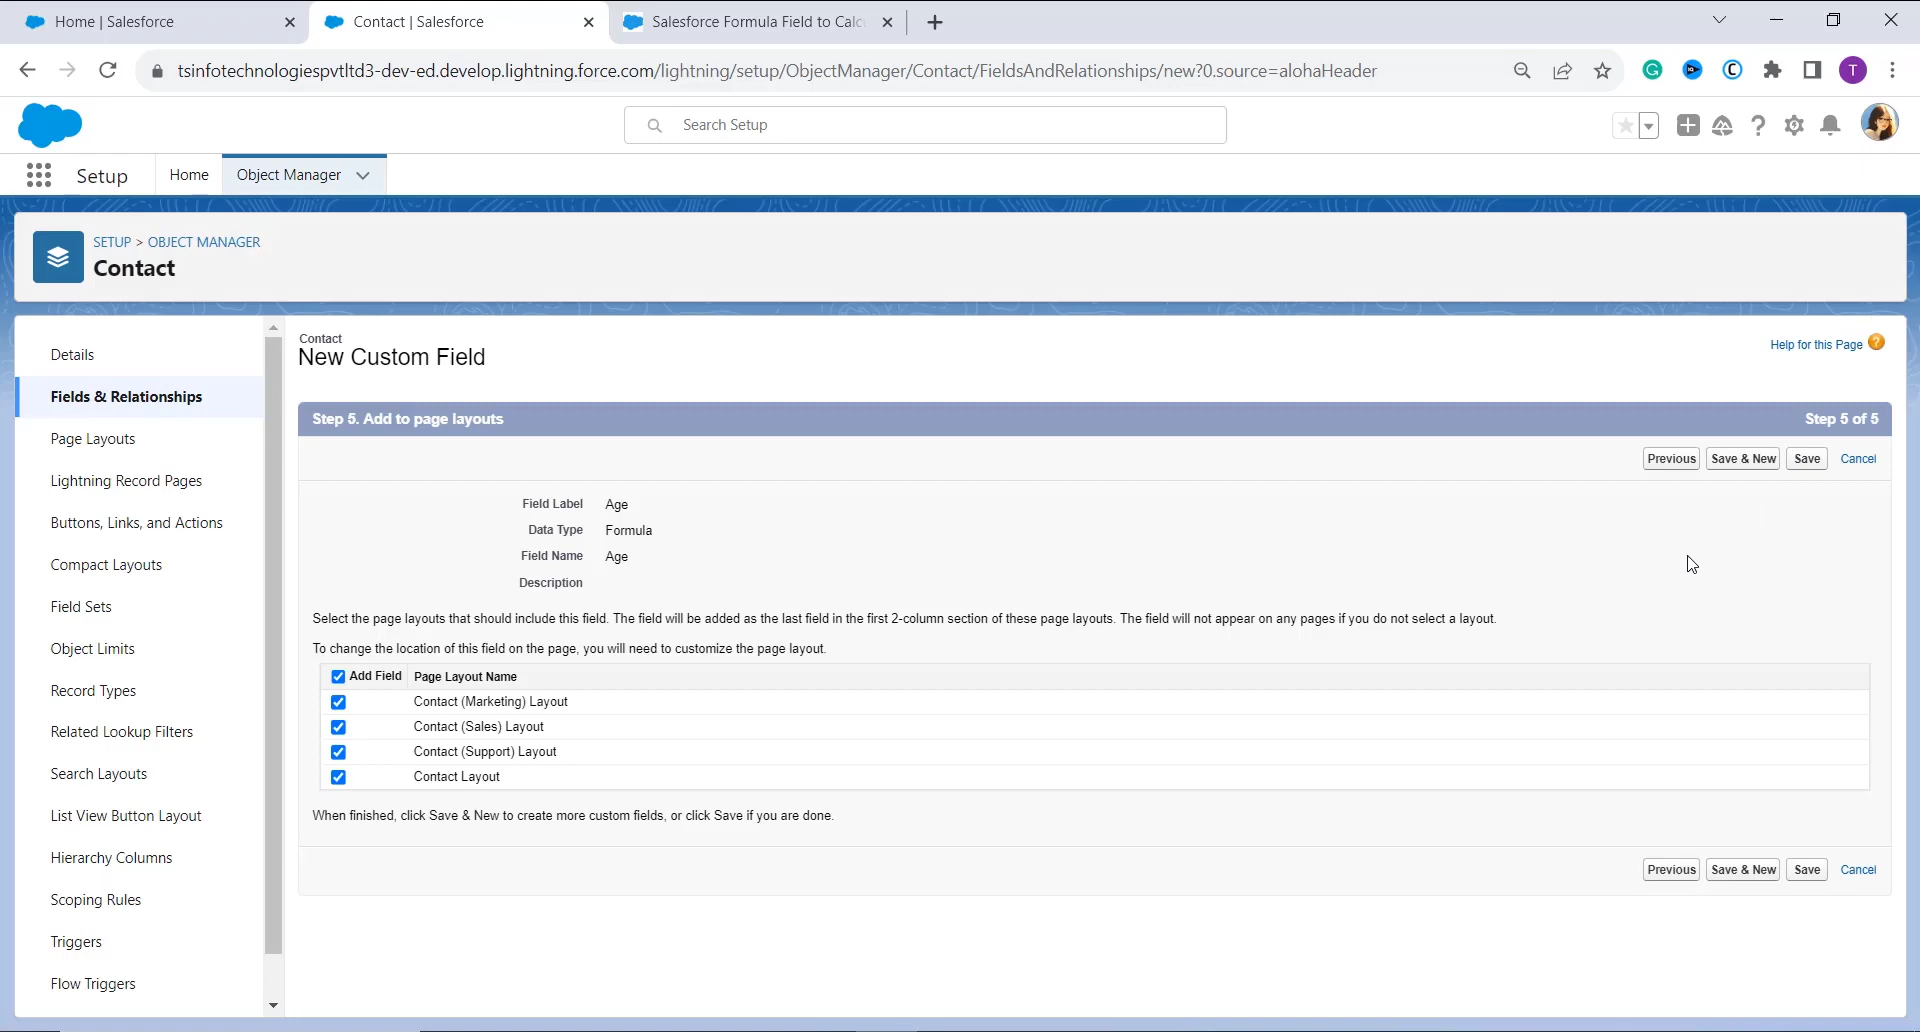 Home | Salesforce
Contact | Salesforce
Salesforce Formula Field to Calc
tsinfotechnologiespvtltd3-dev-ed.develop.lightning.force.com/lightning/setup/ObjectManager/Contact/FieldsAndRelationships/new?0.source=alohaHeader
T
Search Setup
Setup
Home
Object Manager
SETUP > OBJECT MANAGER
Contact
Details
Fields & Relationships
Page Layouts
Lightning Record Pages
Buttons, Links, and Actions
Compact Layouts
Field Sets
Object Limits
Record Types
Related Lookup Filters
Search Layouts
List View Button Layout
Hierarchy Columns
Scoping Rules
Triggers
Flow Triggers
Contact
New Custom Field
Help for this Page
Step 5. Add to page layouts
Step 5 of 5
Previous Save & New Save Cancel
Field Label Age
Data Type Formula
Field Name Age
Description
Select the page layouts that should include this field. The field will be added as the last field in the first 2-column section of these page layouts. The field will not appear on any pages if you do not select a layout.
To change the location of this field on the page, you will need to customize the page layout.
Add Field Page Layout Name
Contact (Marketing) Layout
Contact (Sales) Layout
Contact (Support) Layout
Contact Layout
When finished, click Save & New to create more custom fields, or click Save if you are done.
Previous Save & New Save Cancel